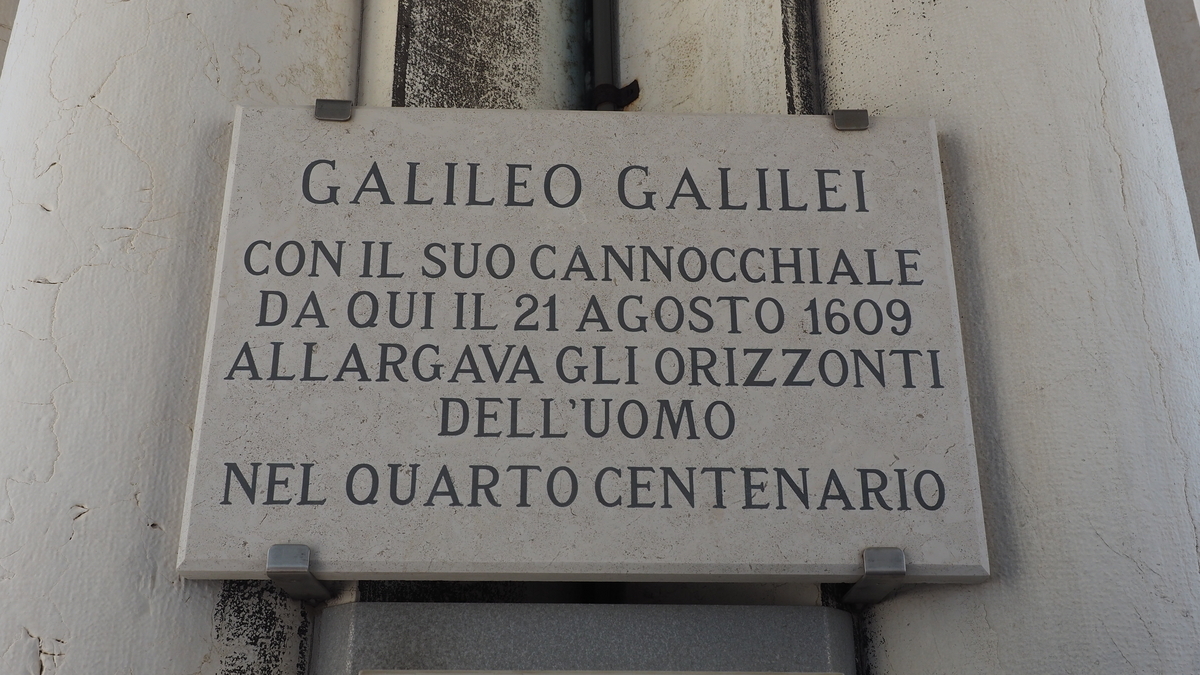 GALILEO GALILEI
CON IL SUO CANNOCCHIALE
DA QUI IL 21 AGOSTO 1609
ALLARGAVA GLI ORIZZONTI
DELL'UOMO
NEL QUARTO CENTENARIO